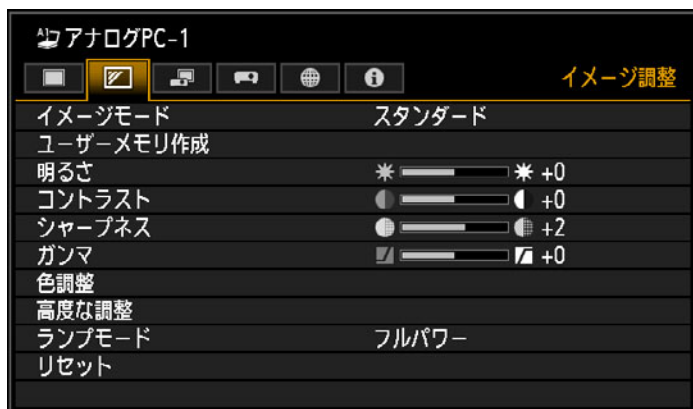 アナログPC-1
イメージ調整
イメージモード スタンダード
ユーザーメモリ作成
明るさ +0
コントラスト +0
シャープネス +2
ガンマ +0
色調整
高度な調整
ランプモード フルパワー
リセット